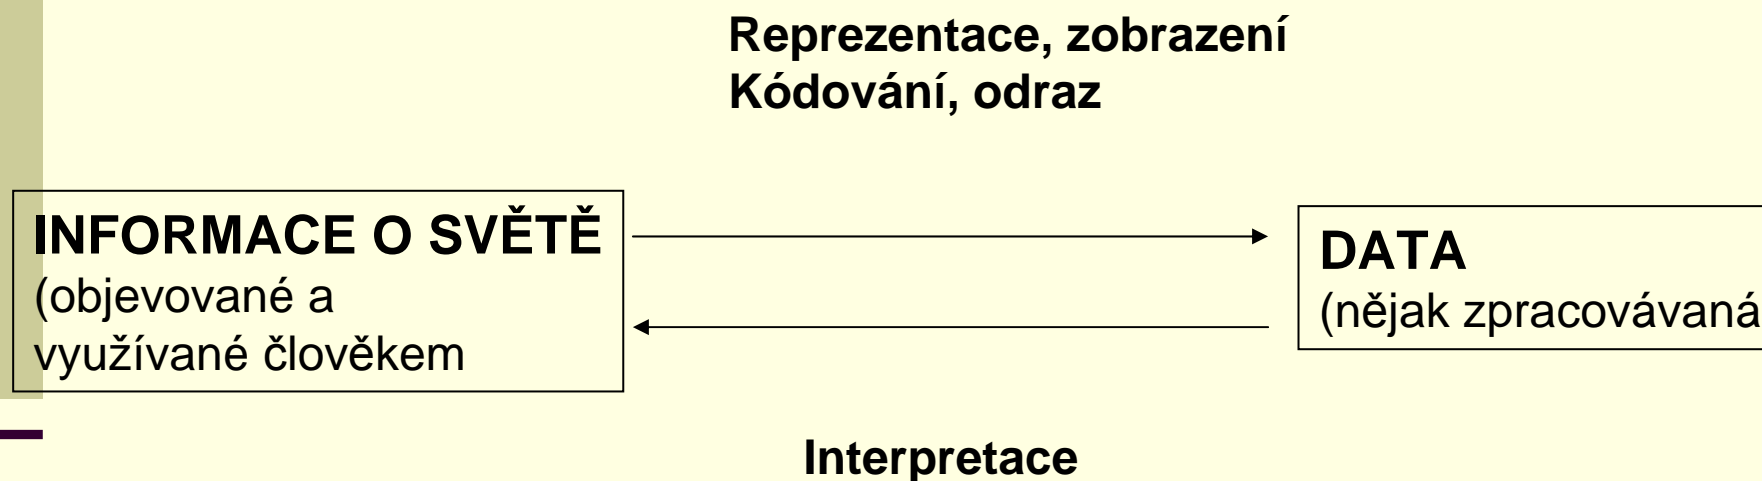 Reprezentace, zobrazení
Kódování, odraz
INFORMACE O SVĚTĚ
(objevované a
využívané člověkem
DATA
(nějak zpracovávaná
Interpretace